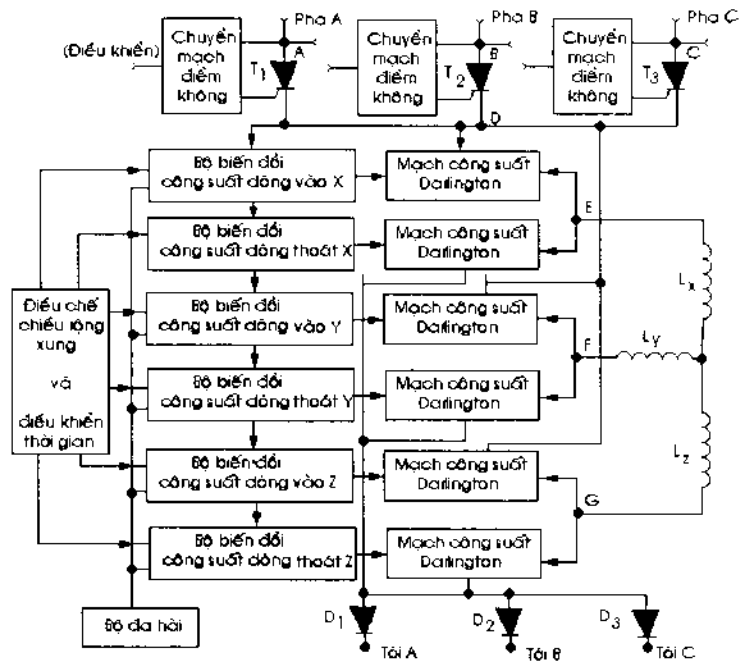 Pha A
Pha B
Pha C
(Điều khiển)
Chuyển
mạch
điểm
không
T1
A
Chuyển
mạch
điểm
không
T2
B
Chuyển
mạch
điểm
không
T3
C
D
Bộ biến đổi
công suất dòng vào X
Mạch công suất
Darlington
E
Bộ biến đổi
công suất dòng thoát X
Mạch công suất
Darlington
Lx
Điều chế
chiều rộng
xung
và
điều khiển
thời gian
Bộ biến đổi
công suất dòng vào Y
Mạch công suất
Darlington
F
Ly
Bộ biến đổi
công suất dòng thoát Y
Mạch công suất
Darlington
Bộ biến đổi
công suất dòng vào Z
Mạch công suất
Darlington
G
Lz
Bộ biến đổi
công suất dòng thoát Z
Mạch công suất
Darlington
Bộ đa hài
D1
D2
D3
Tới A
Tới B
Tới C